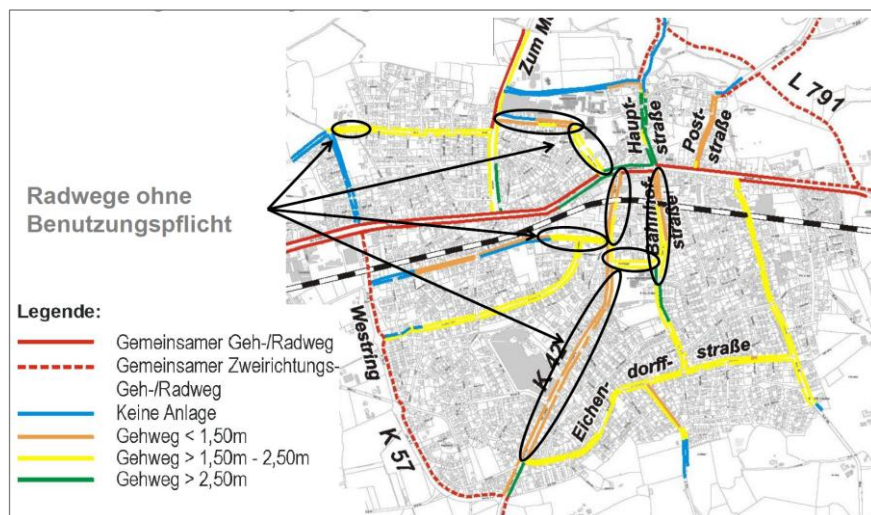 Zum M
Haupt-
straße
Post-
straße
L 791
Radwege ohne
Benutzungspflicht
Bahnhof-
straße
Legende:
Gemeinsamer Geh-/Radweg
Gemeinsamer Zweirichtungs-
Geh-/Radweg
Keine Anlage
Gehweg < 1,50m
Gehweg > 1,50m - 2,50m
Gehweg > 2,50m
Westring
K 42
Eichen-
dorff-
straße
K 57